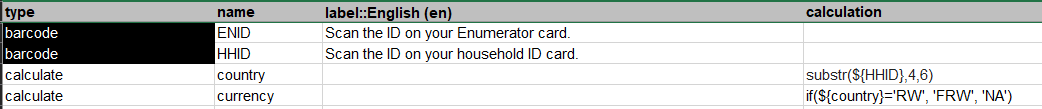 type name label::English (en) calculation
barcode ENID Scan the ID on your Enumerator card.
barcode HHID Scan the ID on your household ID card.
calculate country substr(${HHID},4,6)
calculate currency if(${country}='RW', 'FRW', 'NA')